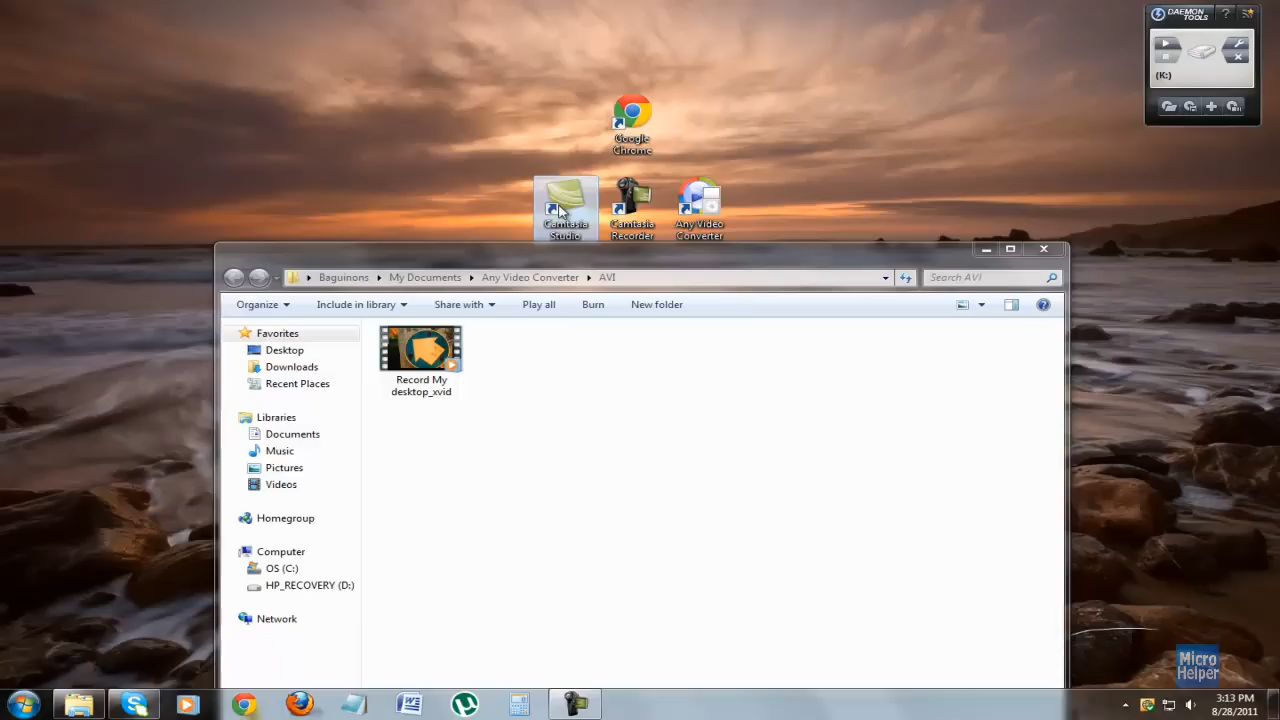 DAEMON
TOOLS
?
(K:)
Google
Chrome
Camtasia
Studio
Camtasia
Recorder
Any Video
Converter
Baguinons
My Documents
Any Video Converter
AVI
Search AVI
Organize
Include in library
Share with
Play all
Burn
New folder
Favorites
Desktop
Downloads
Recent Places
Libraries
Documents
Music
Pictures
Videos
Homegroup
Computer
OS (C:)
HP_RECOVERY (D:)
Network
Record My
desktop_xvid
Micro
Helper
3:13 PM
8/28/2011